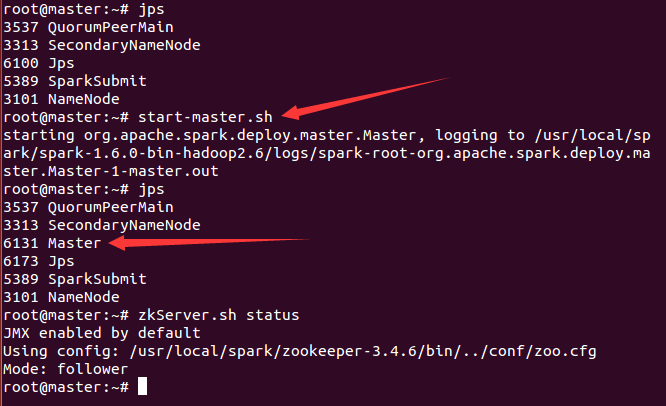 root@master:~# jps
3537 QuorumPeerMain
3313 SecondaryNameNode
6100 Jps
5389 SparkSubmit
3101 NameNode
root@master:~# start-master.sh
starting org.apache.spark.deploy.master.Master, logging to /usr/local/sp
ark/spark-1.6.0-bin-hadoop2.6/logs/spark-root-org.apache.spark.deploy.ma
ster.Master-1-master.out
root@master:~# jps
3537 QuorumPeerMain
3313 SecondaryNameNode
6131 Master
6173 Jps
5389 SparkSubmit
3101 NameNode
root@master:~# zkServer.sh status
JMX enabled by default
Using config: /usr/local/spark/zookeeper-3.4.6/bin/../conf/zoo.cfg
Mode: follower
root@master:~#